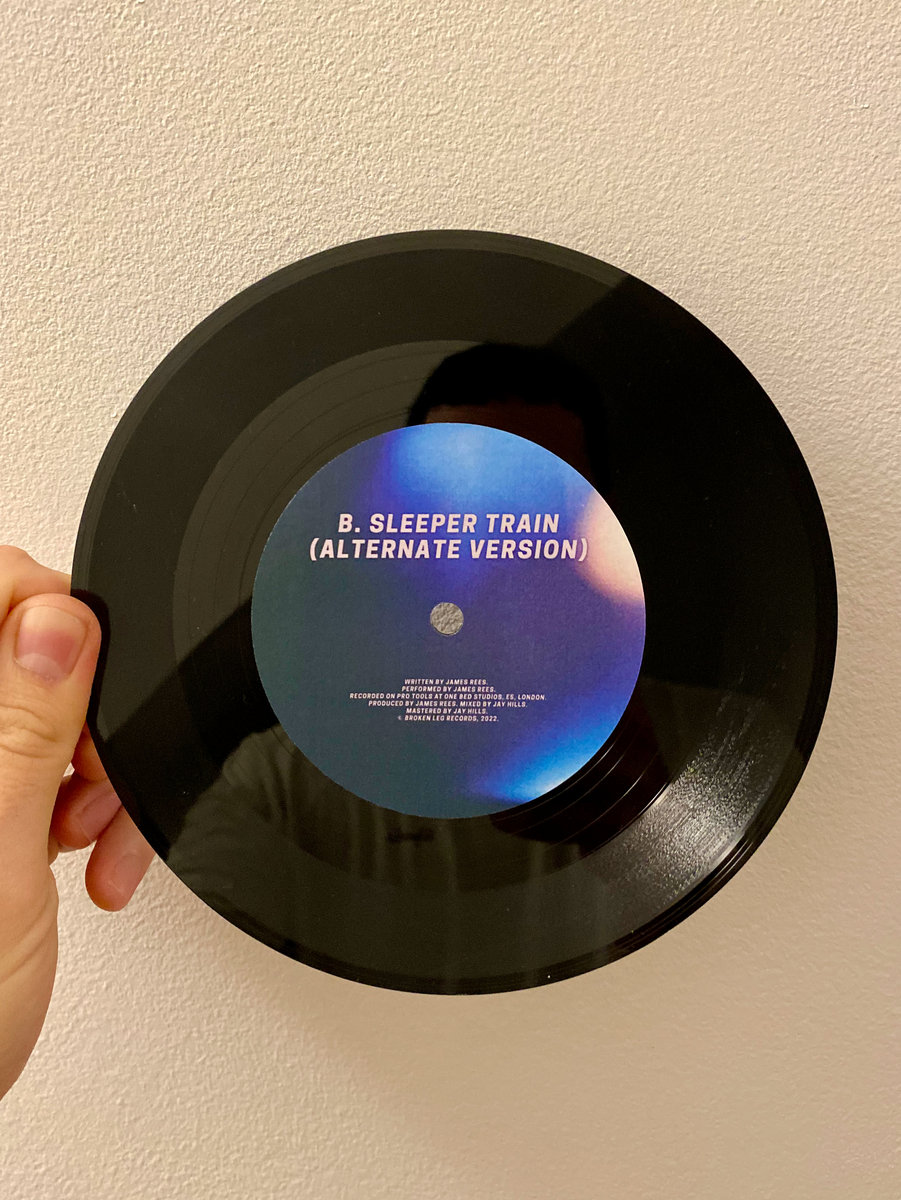 B. SLEEPER TRAIN
(ALTERNATE VERSION)
WRITTEN BY JAMES REES.
PERFORMED BY JAMES REES.
RECORDED ON PRO TOOLS AT ONE BED STUDIOS, E5, LONDON.
PRODUCED BY JAMES REES. MIXED BY JAY HILLS.
MASTERED BY JAY HILLS.
© BROKEN LEG RECORDS, 2022.